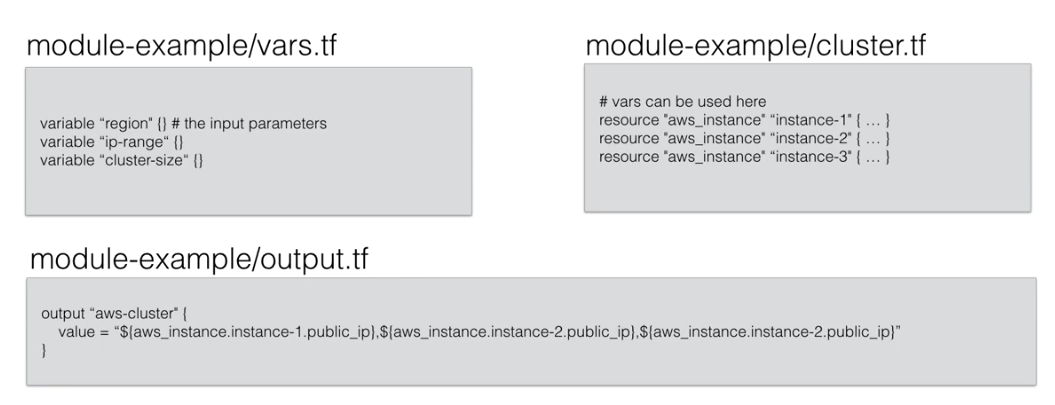 module-example/vars.tf
variable “region" {} # the input parameters
variable “ip-range“ {}
variable “cluster-size“ {}
module-example/cluster.tf
# vars can be used here
resource "aws_instance" “instance-1" { … }
resource "aws_instance" “instance-2" { … }
resource "aws_instance" “instance-3" { … }
module-example/output.tf
output “aws-cluster" {
value = “${aws_instance.instance-1.public_ip},${aws_instance.instance-2.public_ip},${aws_instance.instance-2.public_ip}”
}